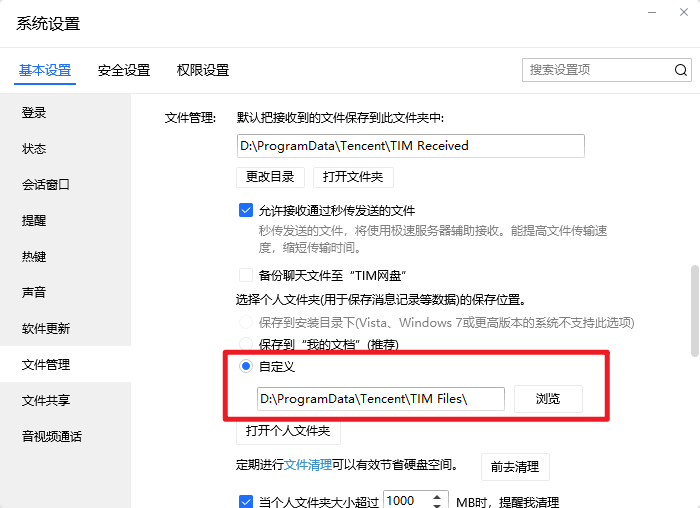 系统设置
基本设置 安全设置 权限设置 搜索设置项
登录
状态
会话窗口
提醒
热键
声音
软件更新
文件管理
文件共享
音视频通话
文件管理: 默认把接收到的文件保存到此文件夹中:
D:\ProgramData\Tencent\TIM Received
更改目录 打开文件夹
允许接收通过秒传发送的文件
秒传发送的文件，将使用极速服务器辅助接收。能提高文件传输速
度，缩短传输时间。
备份聊天文件至“TIM网盘”
选择个人文件夹(用于保存消息记录等数据)的保存位置。
保存到安装目录下(Vista、Windows 7或更高版本的系统不支持此选项)
保存到“我的文档”(推荐)
自定义
D:\ProgramData\Tencent\TIM Files\ 浏览
打开个人文件夹
定期进行文件清理可以有效节省硬盘空间。 前去清理
当个人文件夹大小超过 1000 MB时，提醒我清理